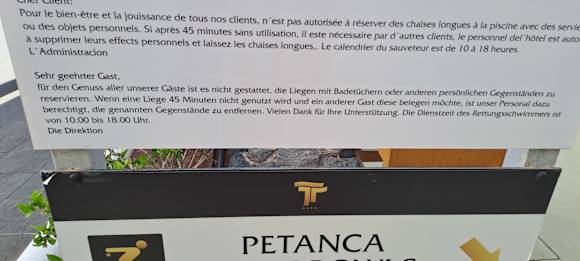 Cher Client:
Pour le bien-être et la jouissance de tous nos clients, n´est pas autorisée à réserver des chaises longues à la piscine avec des servie
ou des objets personnels. Si après 45 minutes sans utilisation, il este nécessaire par d´autres clients, le personnel del´hôtel est auto
à supprimer leurs effects personnels et laissez les chaises longues,. Le calendrier du sauveteur est de 10 à 18 heures.
L´Administracion
Sehr geehrter Gast,
für den Genuss aller unserer Gäste ist es nicht gestattet, die Liegen mit Badetüchern oder anderen persönlichen Gegenständen zu
reservieren. Wenn eine Liege 45 Minuten nicht genutzt wird und ein anderer Gast diese belegen möchte, ist unser Personal dazu
berechtigt, die genannten Gegenstände zu entfernen. Vielen Dank für Ihre Unterstützung. Die Dienstzeit des Rettungsschwimmers ist
von 10.00 bis 18.00 Uhr.
Die Direktion
PETANCA